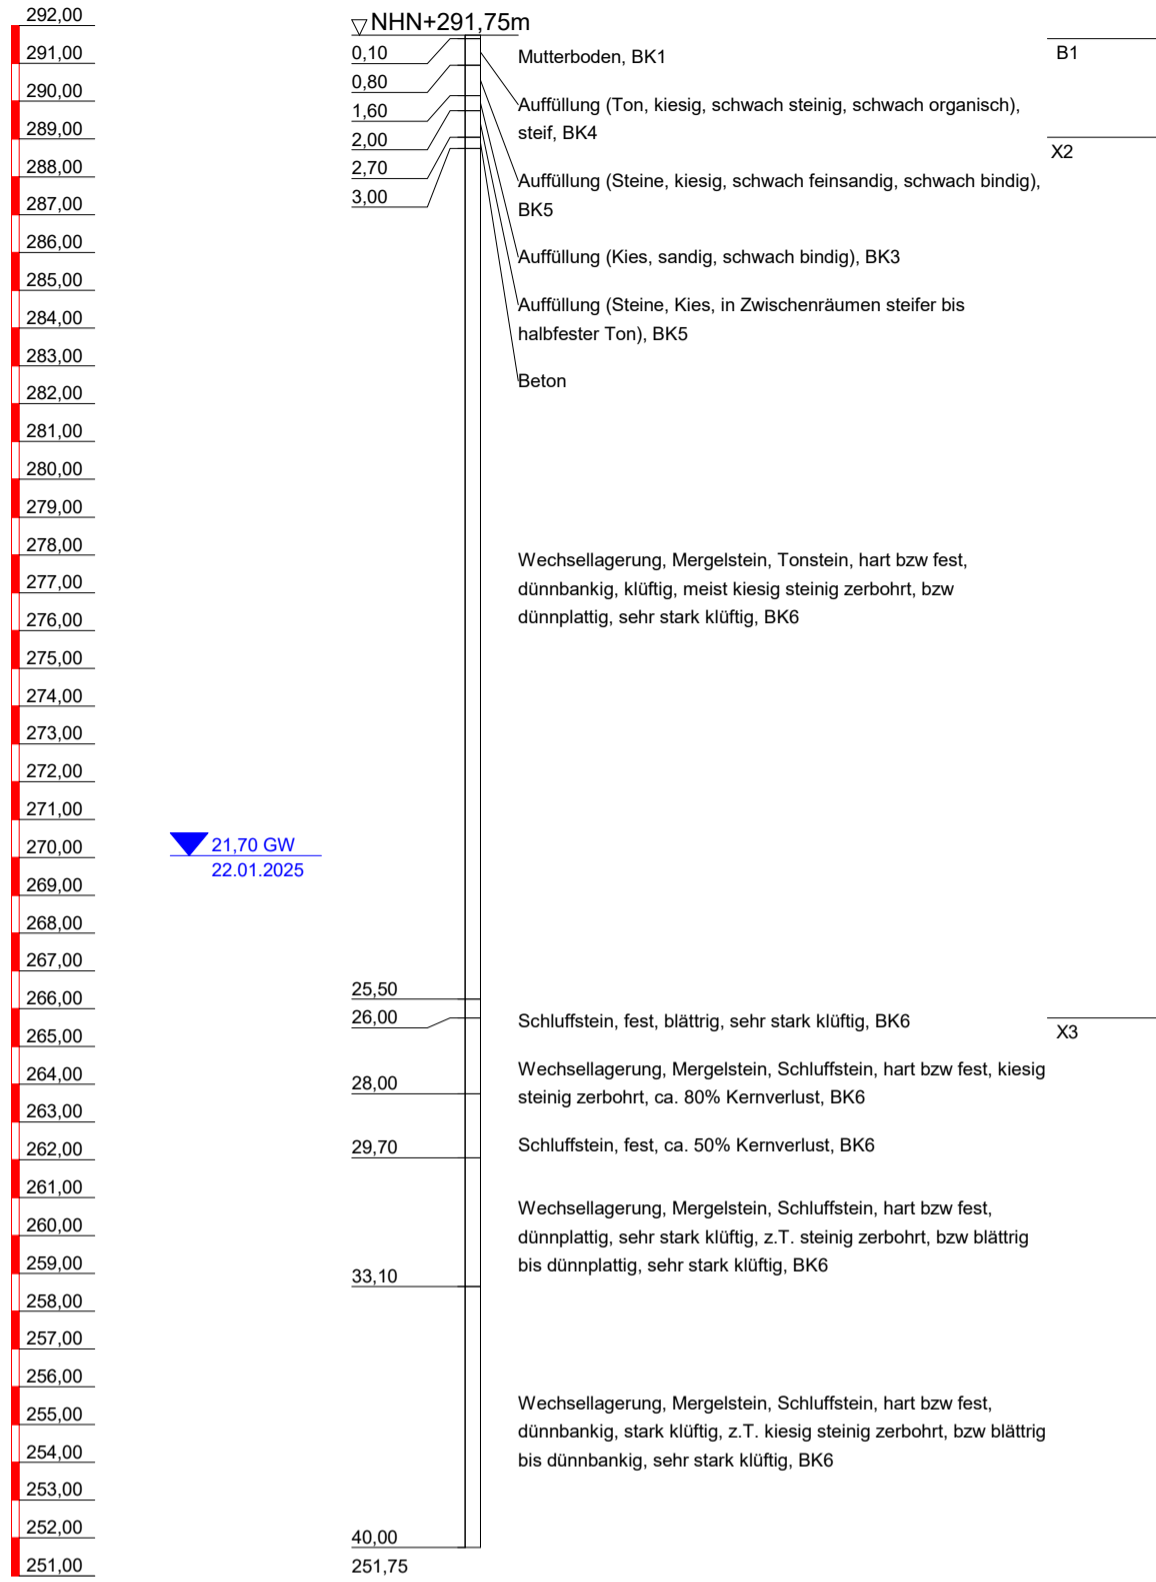 292,00
291,00
290,00
289,00
288,00
287,00
286,00
285,00
284,00
283,00
282,00
281,00
280,00
279,00
278,00
277,00
276,00
275,00
274,00
273,00
272,00
271,00
270,00
269,00
268,00
267,00
266,00
265,00
264,00
263,00
262,00
261,00
260,00
259,00
258,00
257,00
256,00
255,00
254,00
253,00
252,00
251,00
21,70 GW
22.01.2025
NHN+291,75m
0,10
0,80
1,60
2,00
2,70
3,00
25,50
26,00
28,00
29,70
33,10
40,00
251,75
Mutterboden, BK1
Auffüllung (Ton, kiesig, schwach steinig, schwach organisch),
steif, BK4
Auffüllung (Steine, kiesig, schwach feinsandig, schwach bindig),
BK5
Auffüllung (Kies, sandig, schwach bindig), BK3
Auffüllung (Steine, Kies, in Zwischenräumen steifer bis
halbfester Ton), BK5
Beton
Wechsellagerung, Mergelstein, Tonstein, hart bzw fest,
dünnbankig, klüftig, meist kiesig steinig zerbohrt, bzw
dünnplattig, sehr stark klüftig, BK6
Schluffstein, fest, blättrig, sehr stark klüftig, BK6
Wechsellagerung, Mergelstein, Schluffstein, hart bzw fest, kiesig
steinig zerbohrt, ca. 80% Kernverlust, BK6
Schluffstein, fest, ca. 50% Kernverlust, BK6
Wechsellagerung, Mergelstein, Schluffstein, hart bzw fest,
dünnplattig, sehr stark klüftig, z.T. steinig zerbohrt, bzw blättrig
bis dünnplattig, sehr stark klüftig, BK6
Wechsellagerung, Mergelstein, Schluffstein, hart bzw fest,
dünnbankig, stark klüftig, z.T. kiesig steinig zerbohrt, bzw blättrig
bis dünnbankig, sehr stark klüftig, BK6
B1
X2
X3